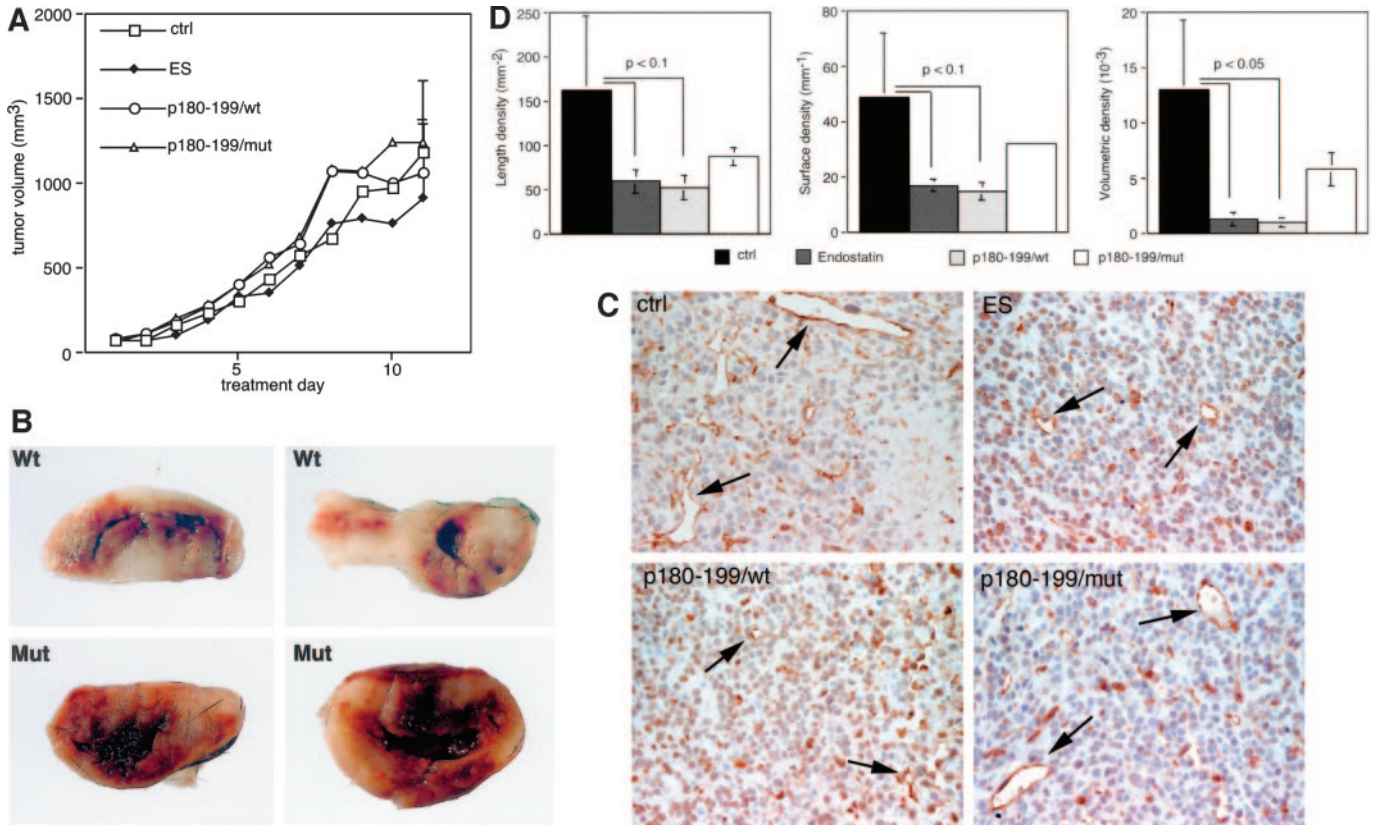 A
2000
1500
1000
500
0
tumor volume (mm³)
5
10
treatment day
ctrl
ES
p180-199/wt
p180-199/mut
B
Wt
Wt
Mut
Mut
D
250
200
150
100
50
0
Length density (mm⁻²)
p < 0.1
80
60
40
20
0
Surface density (mm⁻¹)
p < 0.1
20
15
10
5
0
Volumetric density (10⁻³)
p < 0.05
ctrl
Endostatin
p180-199/wt
p180-199/mut
C
ctrl
ES
p180-199/wt
p180-199/mut